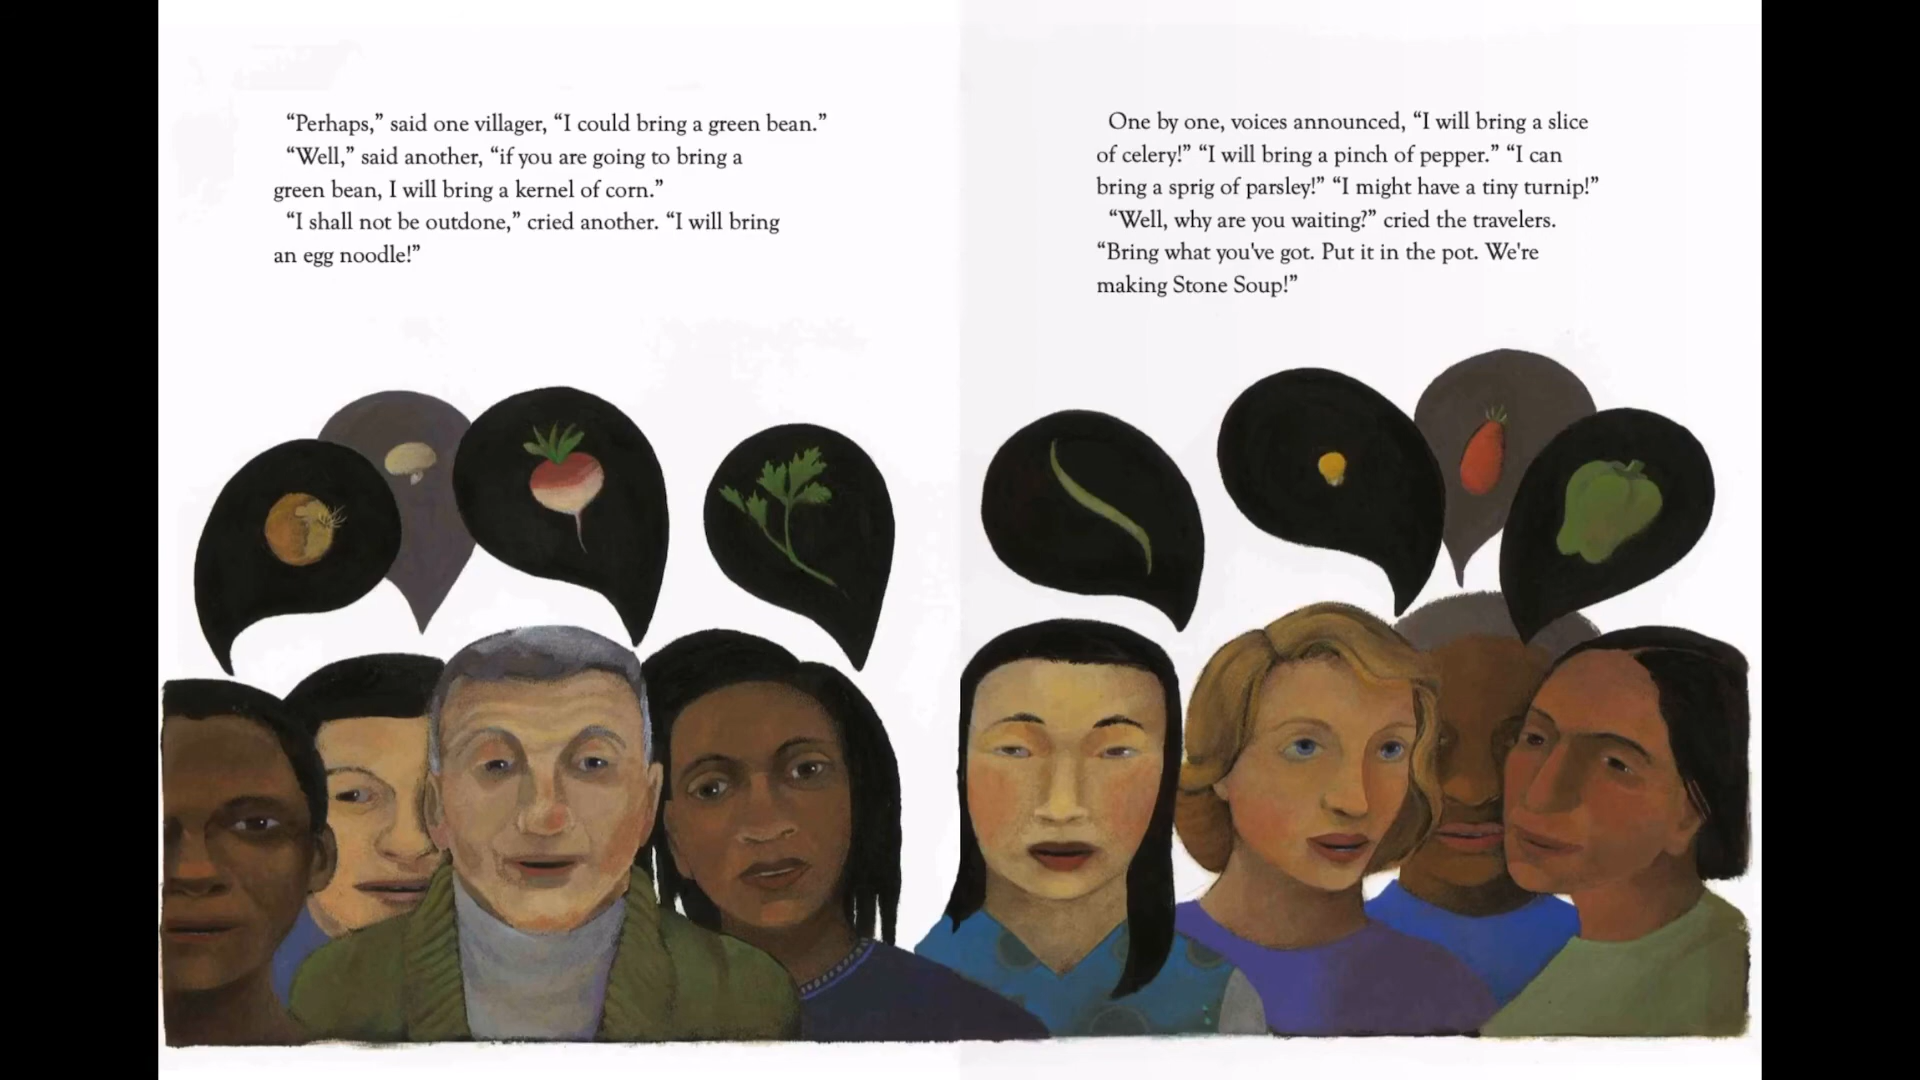 “Perhaps,” said one villager, “I could bring a green bean.”
“Well,” said another, “if you are going to bring a
green bean, I will bring a kernel of corn.”
“I shall not be outdone,” cried another. “I will bring
an egg noodle!”
One by one, voices announced, “I will bring a slice
of celery!” “I will bring a pinch of pepper.” “I can
bring a sprig of parsley!” “I might have a tiny turnip!”
“Well, why are you waiting?” cried the travelers.
“Bring what you've got. Put it in the pot. We're
making Stone Soup!”